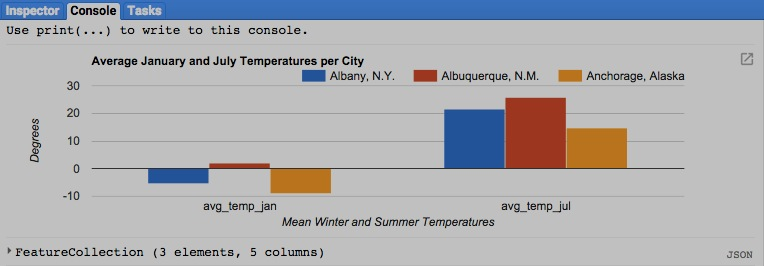 Inspector Console Tasks
Use print(...) to write to this console.
Average January and July Temperatures per City
Albany, N.Y. Albuquerque, N.M. Anchorage, Alaska
30
20
10
0
-10
Degrees
avg_temp_jan avg_temp_jul
Mean Winter and Summer Temperatures
FeatureCollection (3 elements, 5 columns) JSON